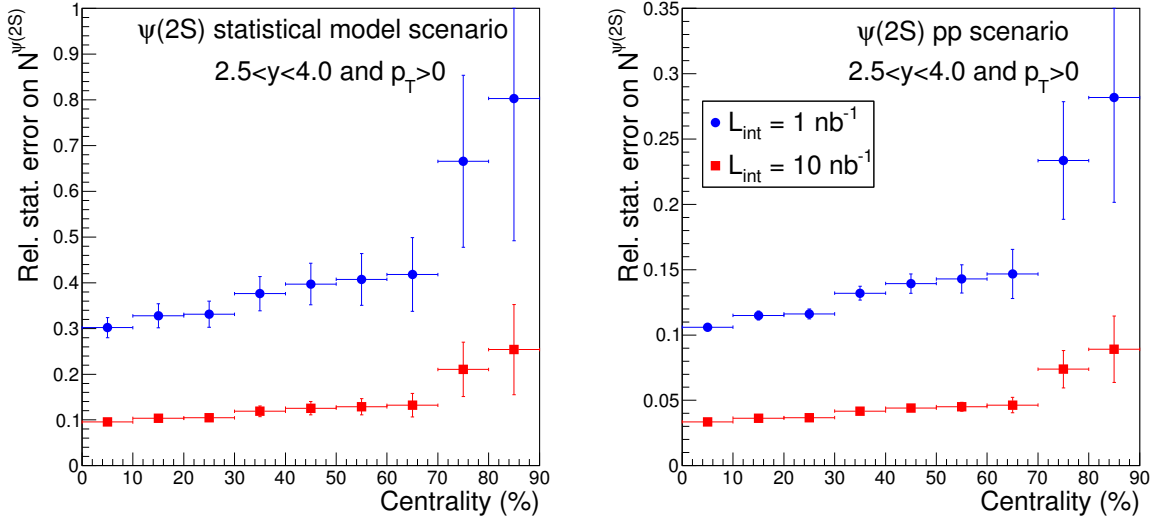 ψ(2S) statistical model scenario
2.5<y<4.0 and p_T>0
Rel. stat. error on N^ψ(2S)
1
0.9
0.8
0.7
0.6
0.5
0.4
0.3
0.2
0.1
0
0 10 20 30 40 50 60 70 80 90
Centrality (%)
ψ(2S) pp scenario
2.5<y<4.0 and p_T>0
L_int = 1 nb^-1
L_int = 10 nb^-1
Rel. stat. error on N^ψ(2S)
0.35
0.3
0.25
0.2
0.15
0.1
0.05
0
0 10 20 30 40 50 60 70 80 90
Centrality (%)